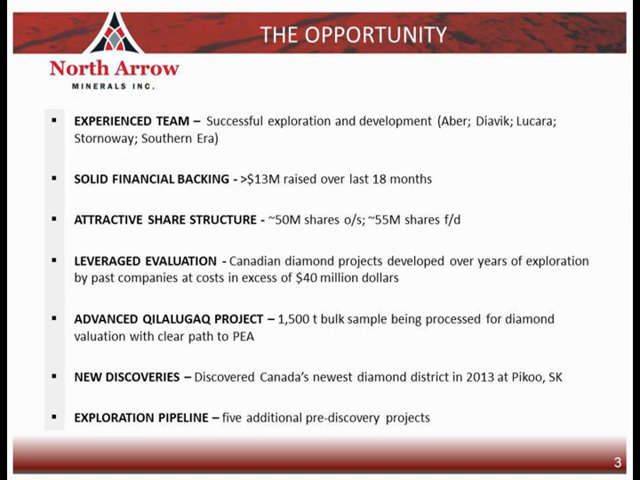 THE OPPORTUNITY
North Arrow
MINERALS INC.
▪ EXPERIENCED TEAM – Successful exploration and development (Aber; Diavik; Lucara;
Stornoway; Southern Era)
▪ SOLID FINANCIAL BACKING - >$13M raised over last 18 months
▪ ATTRACTIVE SHARE STRUCTURE - ~50M shares o/s; ~55M shares f/d
▪ LEVERAGED EVALUATION - Canadian diamond projects developed over years of exploration
by past companies at costs in excess of $40 million dollars
▪ ADVANCED QILALUGAQ PROJECT – 1,500 t bulk sample being processed for diamond
valuation with clear path to PEA
▪ NEW DISCOVERIES – Discovered Canada's newest diamond district in 2013 at Pikoo, SK
▪ EXPLORATION PIPELINE – five additional pre-discovery projects
3